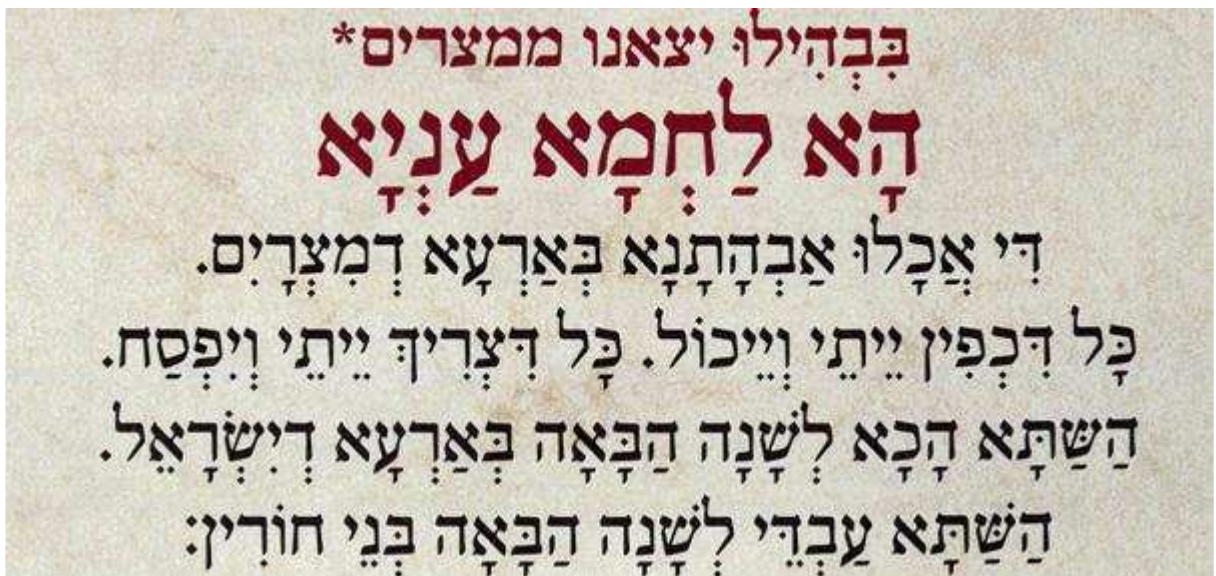 בִּבְהִילוּ יצאנו ממצרים*
הָא לַחְמָא עַנְיָא
דִּי אֲכָלוּ אַבְהָתָנָא בְּאַרְעָא דְמִצְרָיִם.
כָּל דִּכְפִין יֵיתֵי וְיֵיכוֹל. כָּל דִּצְרִיךְ יֵיתֵי וְיִפְסַח.
הַשַּׁתָּא הָכָא לְשָׁנָה הַבָּאָה בְּאַרְעָא דְיִשְׂרָאֵל.
הַשַּׁתָּא עַבְדֵי לְשָׁנָה הַבָּאָה בְּנֵי חוֹרִין: